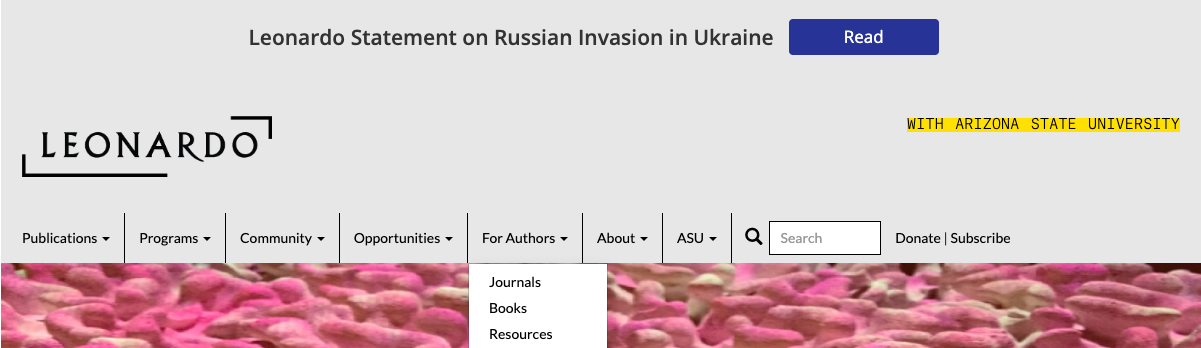 Leonardo Statement on Russian Invasion in Ukraine Read
LEONARDO
WITH ARIZONA STATE UNIVERSITY
Publications Programs Community Opportunities For Authors About ASU Search Donate | Subscribe
Journals
Books
Resources